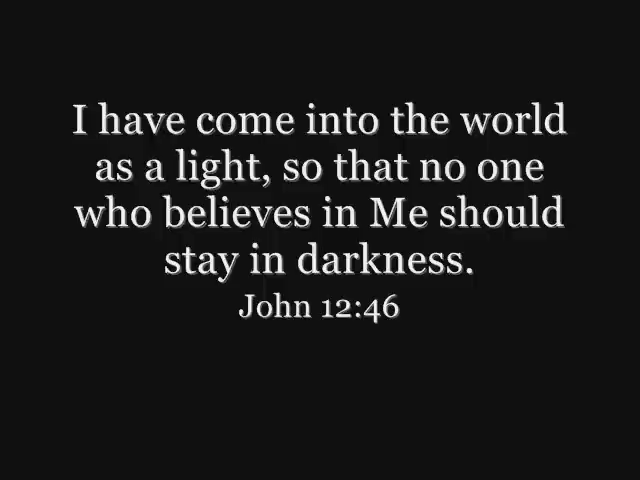 I have come into the world
as a light, so that no one
who believes in Me should
stay in darkness.
John 12:46